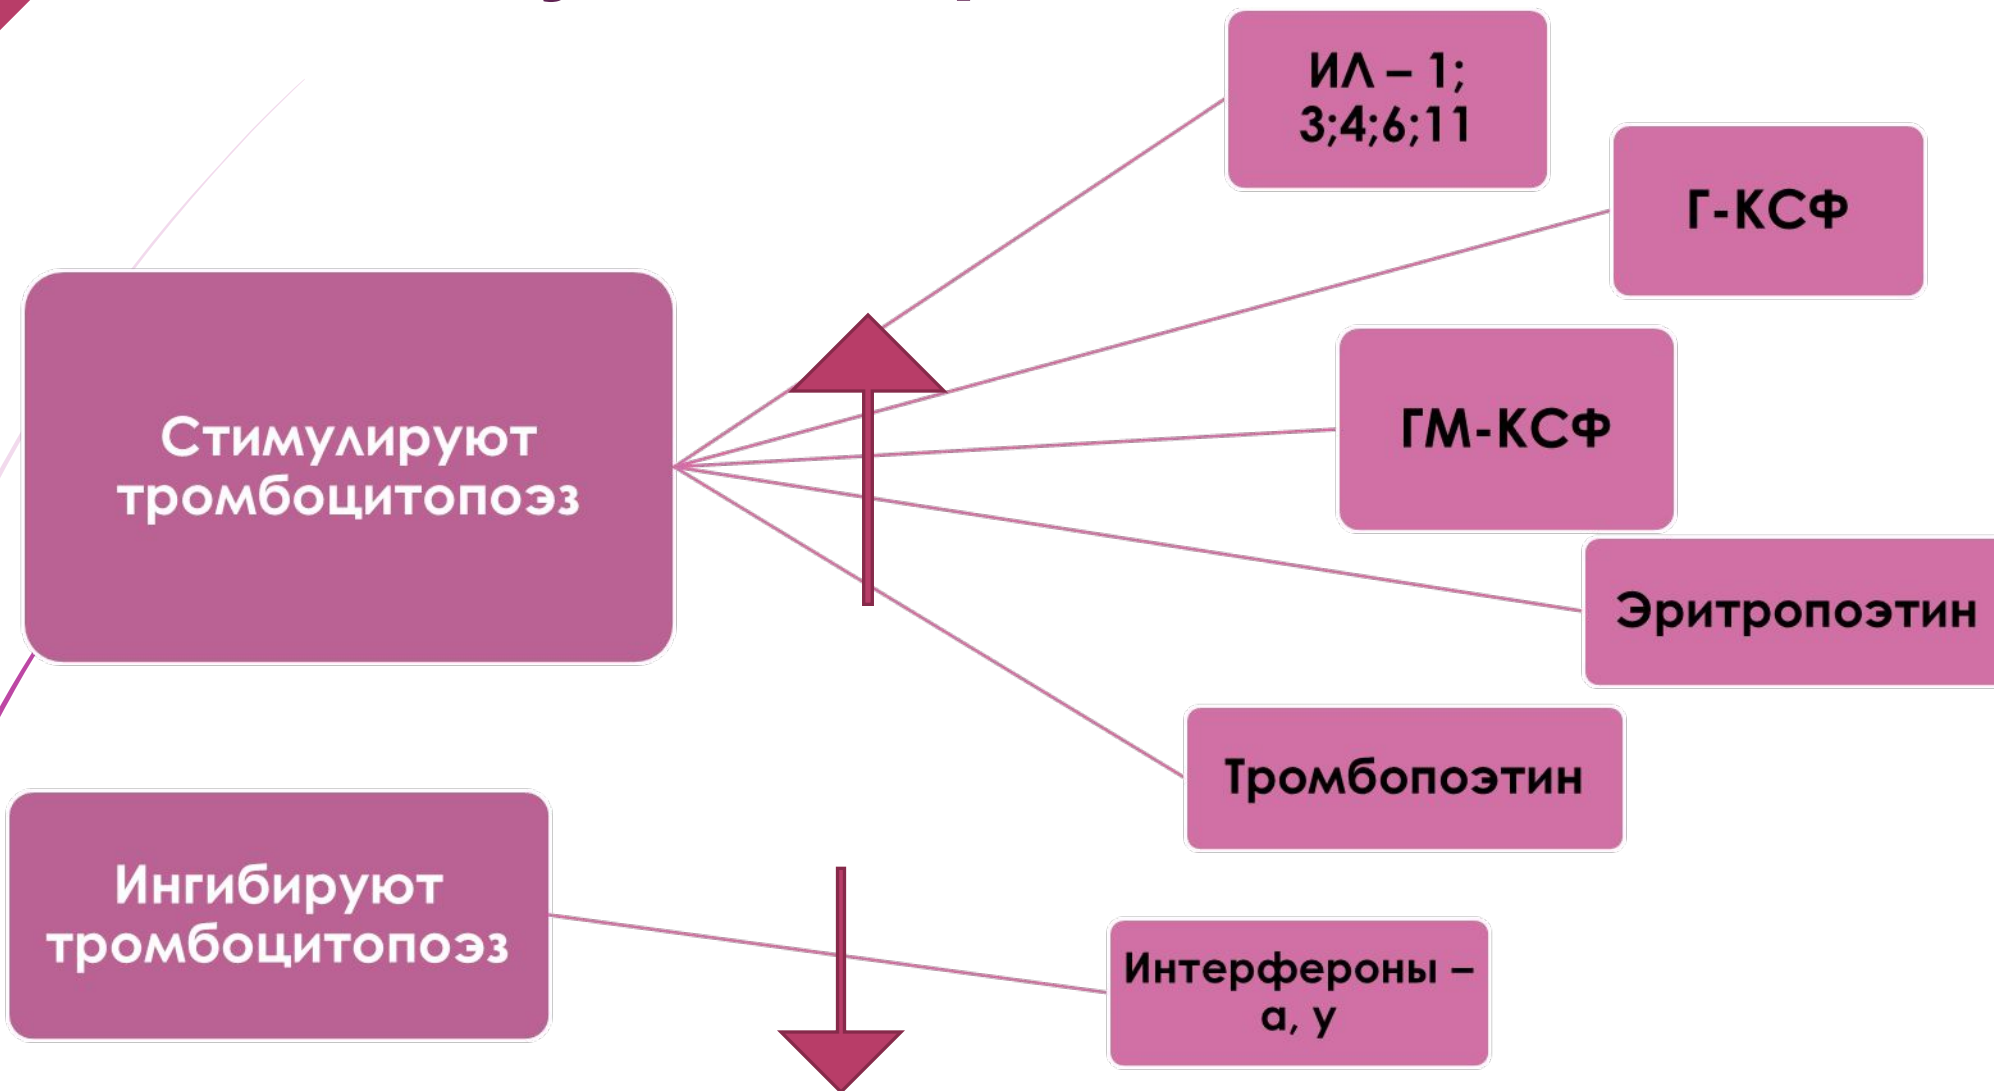 ИЛ – 1;
3;4;6;11
Г-КСФ
ГМ-КСФ
Стимулируют
тромбоцитопоэз
Эритропоэтин
Тромбопоэтин
Ингибируют
тромбоцитопоэз
Интерфероны –
а, у